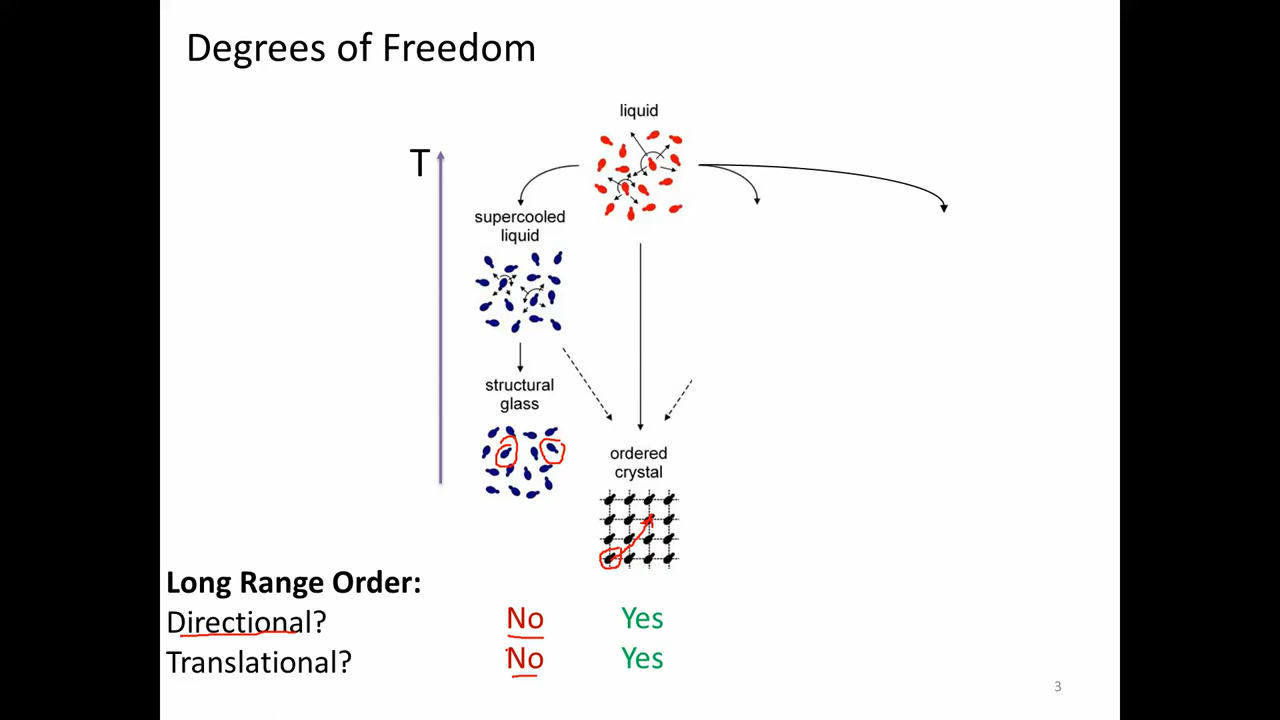 Degrees of Freedom
liquid
T
supercooled
liquid
structural
glass
ordered
crystal
Long Range Order:
Directional? No Yes
Translational? No Yes
3